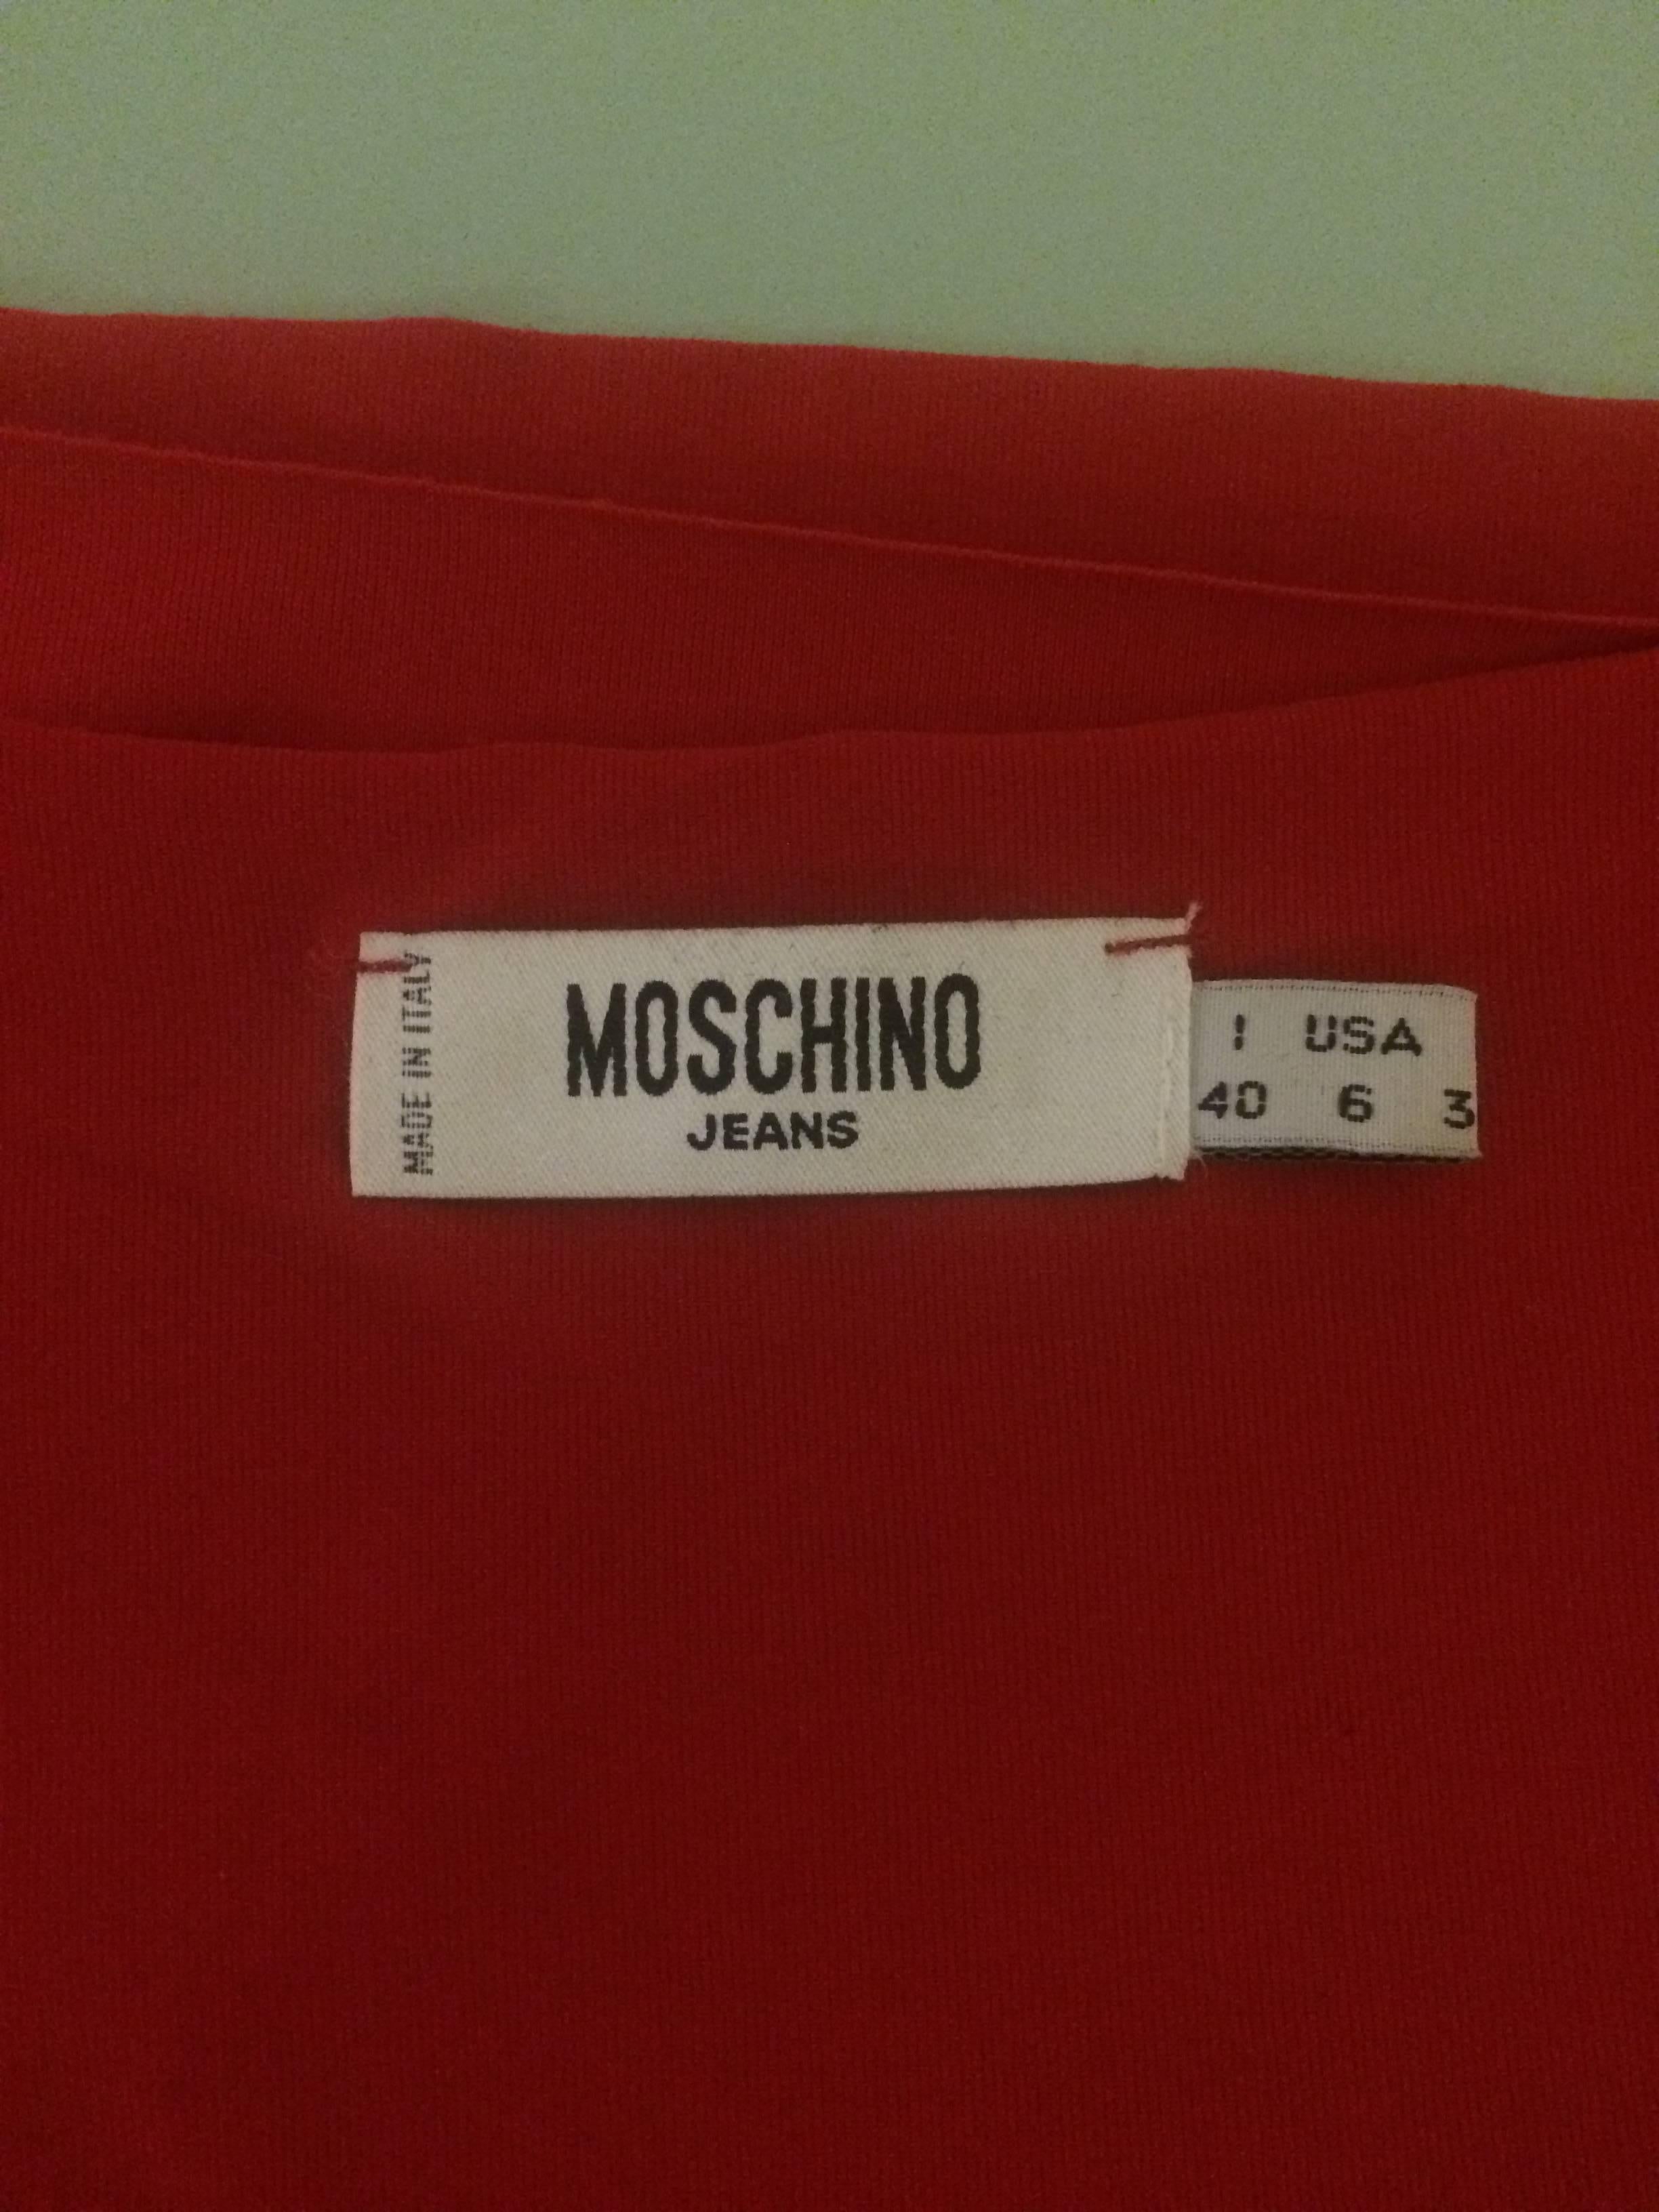 MADE IN ITALY
MOSCHINO
JEANS
I USA
40 6 3